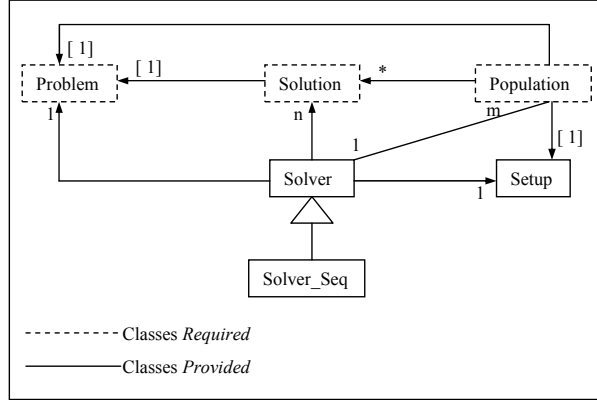 [ 1]
[ 1]
*
Problem
Solution
Population
1
n
m
1
[ 1]
Solver
Setup
1
Solver_Seq
Classes Required
Classes Provided